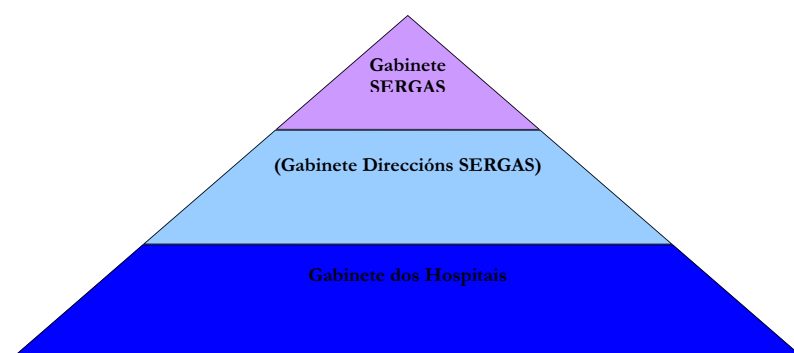 Gabinete
SERGAS
(Gabinete Direccións SERGAS)
Gabinete dos Hospitais